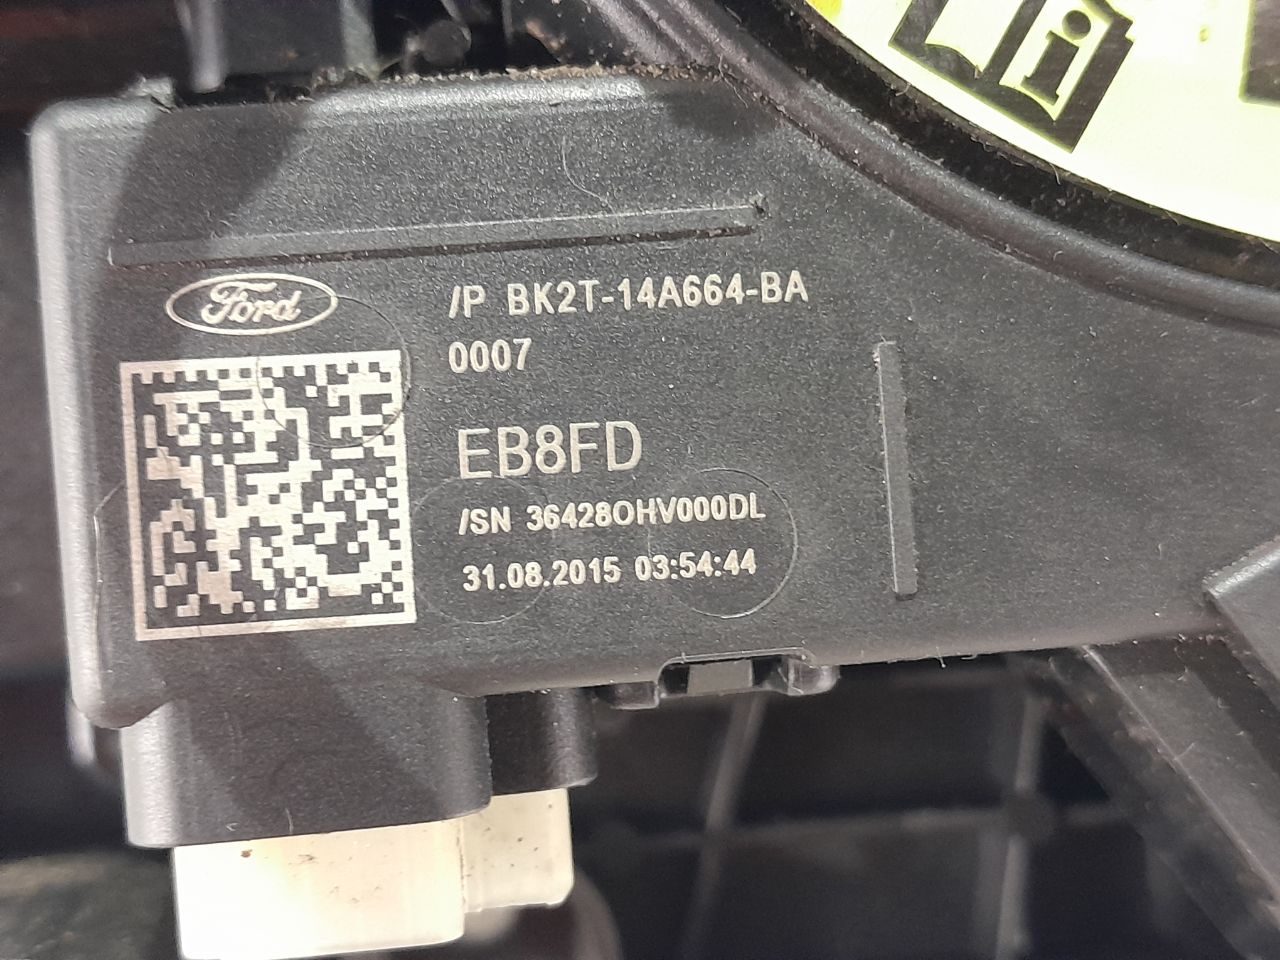 Ford
/P BK2T-14A664-BA
0007
EB8FD
/SN 36428OHV000DL
31.08.2015 03:54:44
i